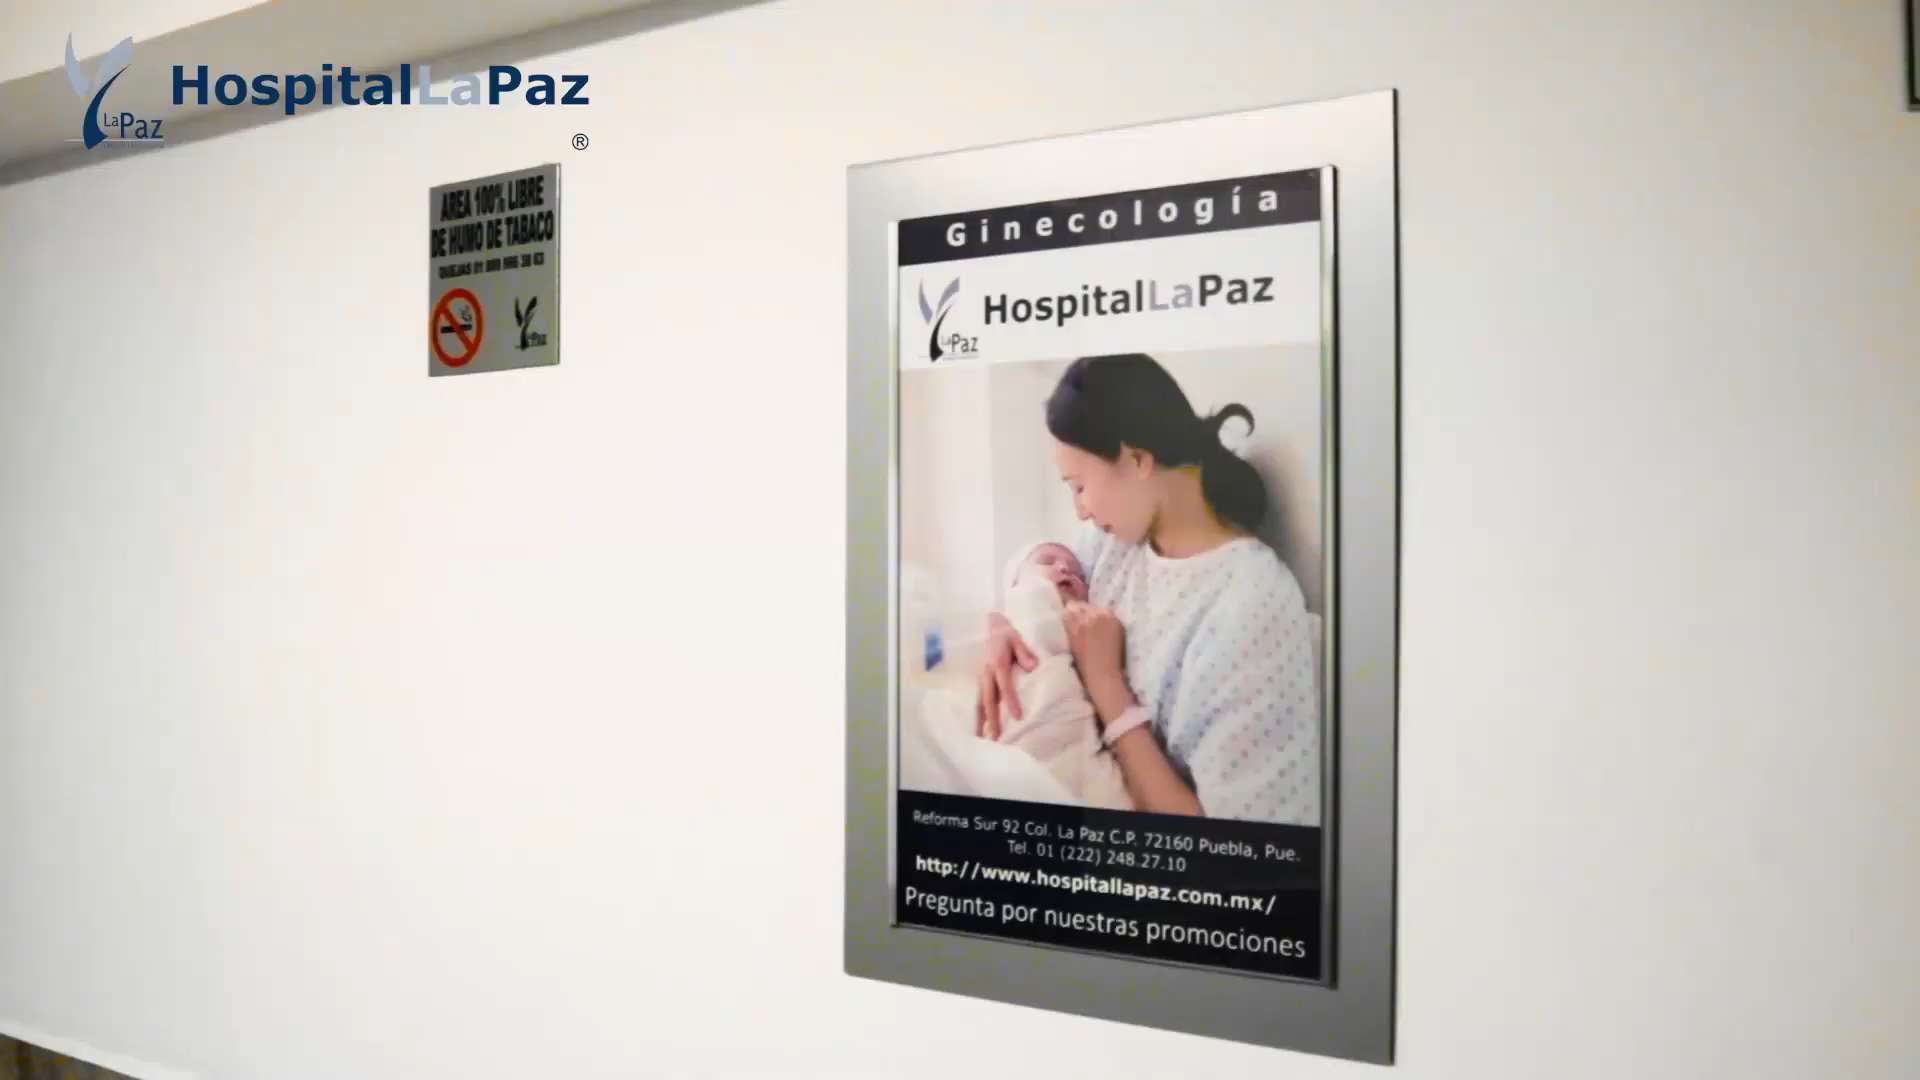 HospitalLaPaz
LaPaz
®
AREA 100% LIBRE
DE HUMO DE TABACO
LaPaz
Ginecología
HospitalLaPaz
LaPaz
Reforma Sur 92 Col. La Paz C.P. 72160 Puebla, Pue.
Tel. 01 (222) 248.27.10
http://www.hospitallapaz.com.mx/
Pregunta por nuestras promociones